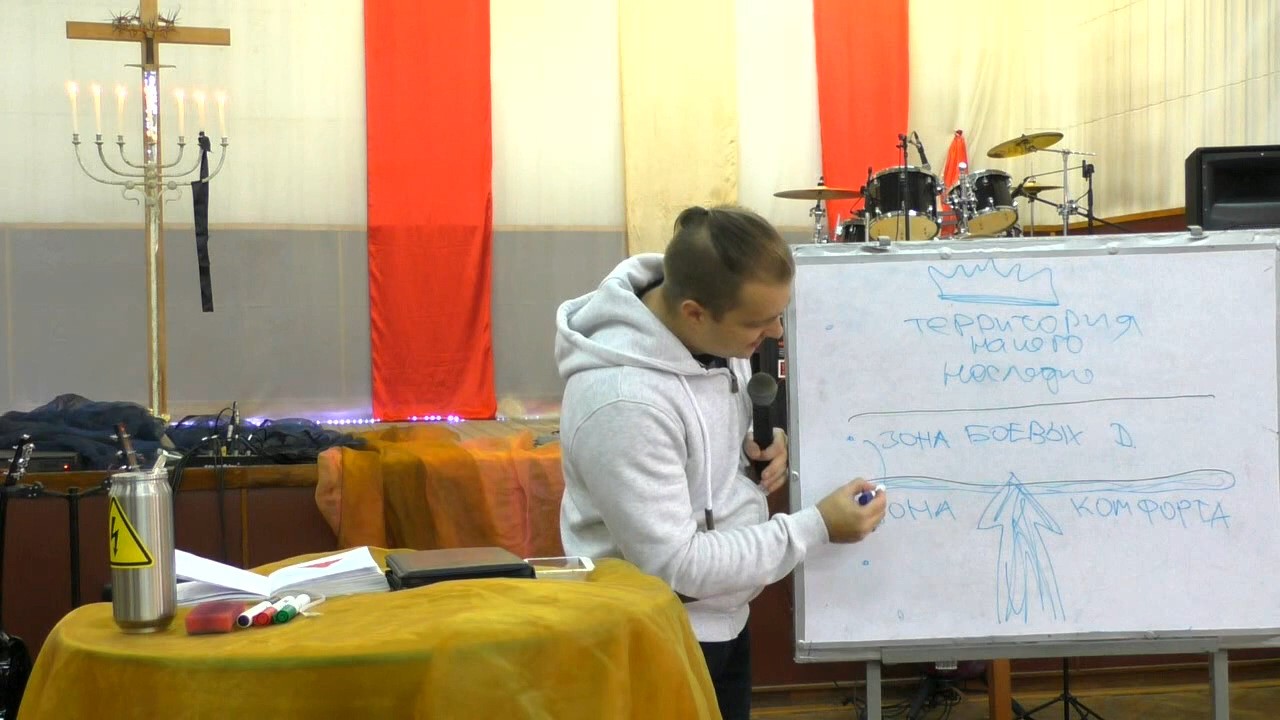 территория
нашего
наследия
ЗОНА БОЕВЫХ Д.
ЗОНА КОМФОРТА